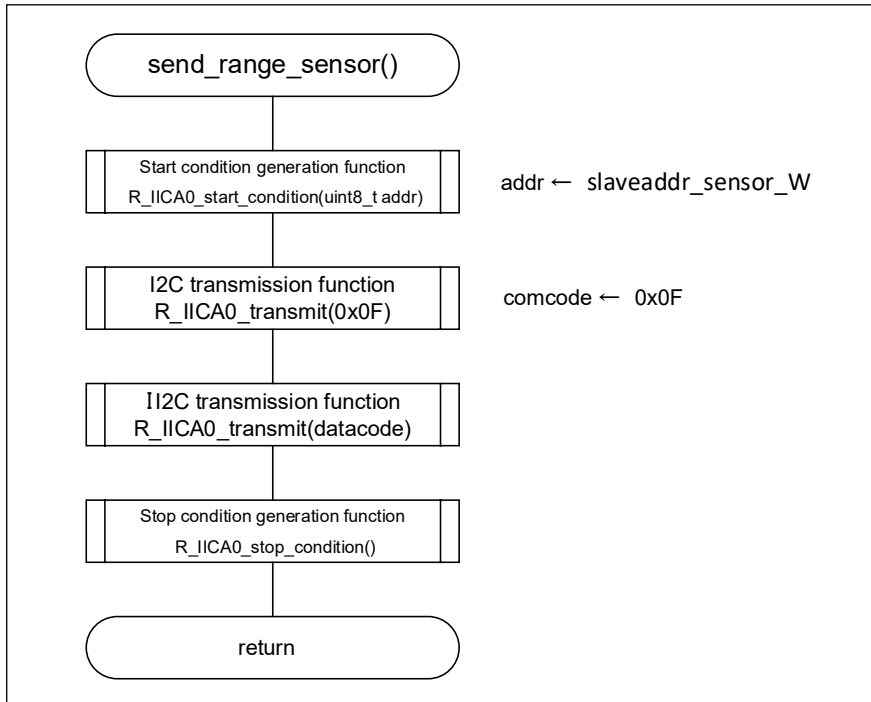 send_range_sensor()
Start condition generation function
R_IICA0_start_condition(uint8_t addr)
addr ← slaveaddr_sensor_W
I2C transmission function
R_IICA0_transmit(0x0F)
comcode ← 0x0F
II2C transmission function
R_IICA0_transmit(datacode)
Stop condition generation function
R_IICA0_stop_condition()
return